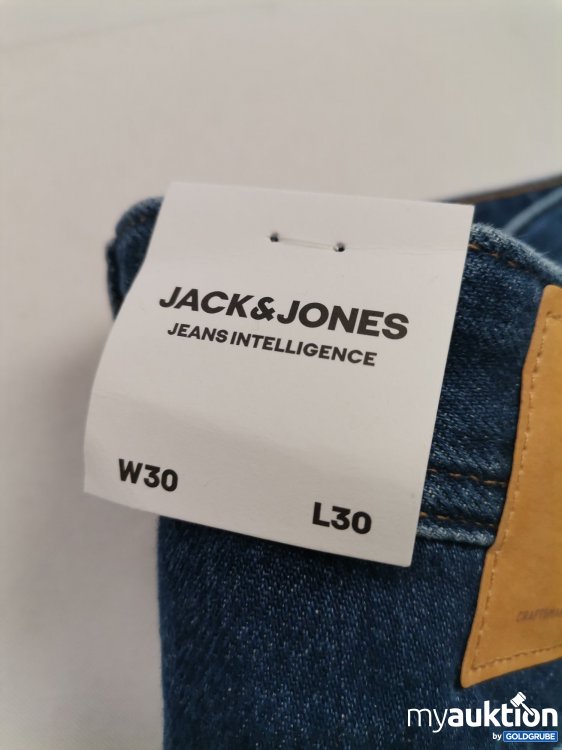 JACK&JONES
JEANS INTELLIGENCE
W30
L30
myauktion
by GOLDGRUBE